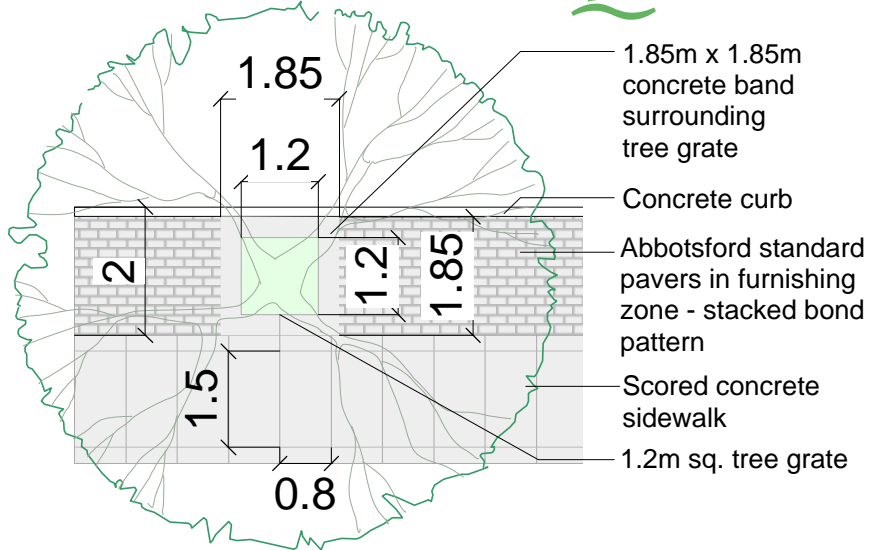 1.85
1.2
2
1.2
1.85
1.5
0.8
1.85m x 1.85m
concrete band
surrounding
tree grate
Concrete curb
Abbotsford standard
pavers in furnishing
zone - stacked bond
pattern
Scored concrete
sidewalk
1.2m sq. tree grate